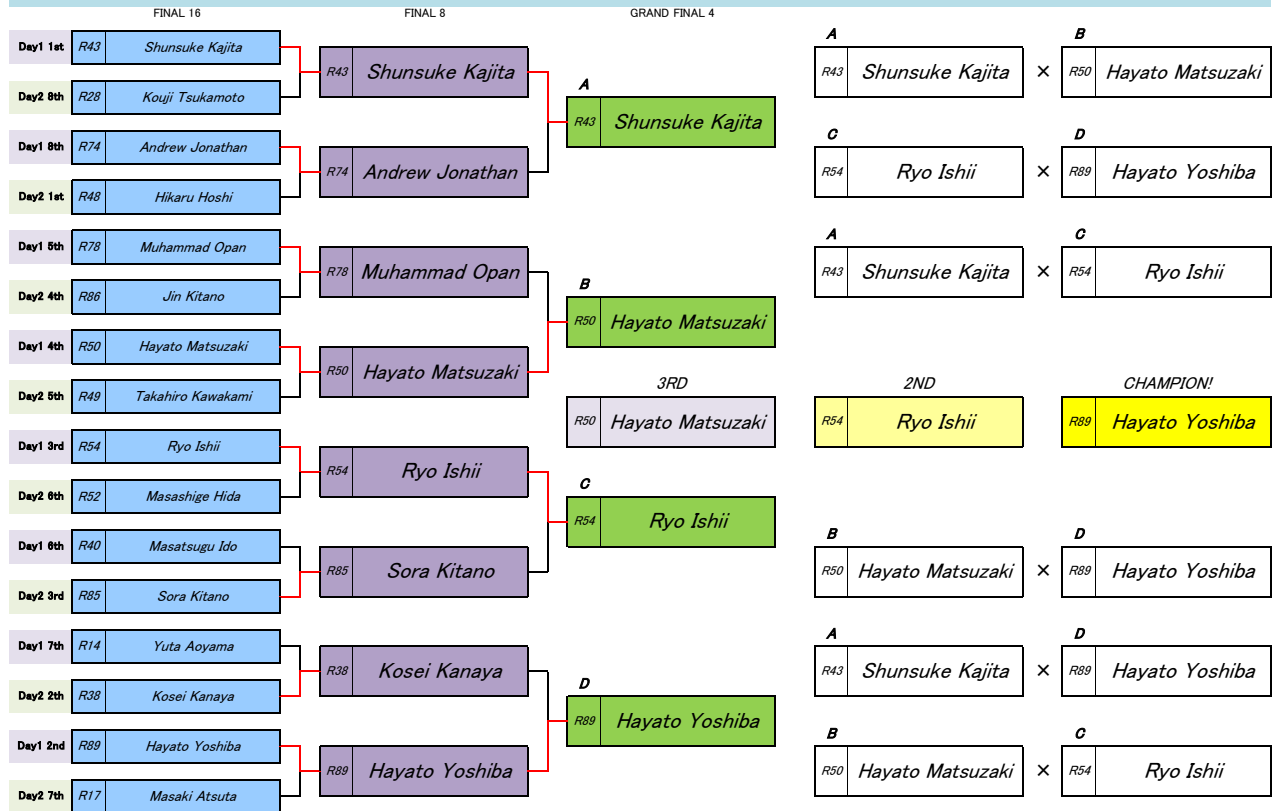 FINAL 16 FINAL 8 GRAND FINAL 4
Day1 1st R43 Shunsuke Kajita
Day2 8th R28 Kouji Tsukamoto
Day1 8th R74 Andrew Jonathan
Day2 1st R48 Hikaru Hoshi
Day1 5th R78 Muhammad Opan
Day2 4th R86 Jin Kitano
Day1 4th R50 Hayato Matsuzaki
Day2 5th R49 Takahiro Kawakami
Day1 3rd R54 Ryo Ishii
Day2 6th R52 Masashige Hida
Day1 6th R40 Masatsugu Ido
Day2 3rd R85 Sora Kitano
Day1 7th R14 Yuta Aoyama
Day2 2th R38 Kosei Kanaya
Day1 2nd R89 Hayato Yoshiba
Day2 7th R17 Masaki Atsuta
R43 Shunsuke Kajita
R74 Andrew Jonathan
R78 Muhammad Opan
R50 Hayato Matsuzaki
R54 Ryo Ishii
R85 Sora Kitano
R38 Kosei Kanaya
R89 Hayato Yoshiba
A
R43 Shunsuke Kajita
B
R50 Hayato Matsuzaki
C
R54 Ryo Ishii
D
R89 Hayato Yoshiba
A B
R43 Shunsuke Kajita × R50 Hayato Matsuzaki
C D
R54 Ryo Ishii × R89 Hayato Yoshiba
A C
R43 Shunsuke Kajita × R54 Ryo Ishii
3RD 2ND CHAMPION!
R50 Hayato Matsuzaki R54 Ryo Ishii R89 Hayato Yoshiba
B D
R50 Hayato Matsuzaki × R89 Hayato Yoshiba
A D
R43 Shunsuke Kajita × R89 Hayato Yoshiba
B C
R50 Hayato Matsuzaki × R54 Ryo Ishii